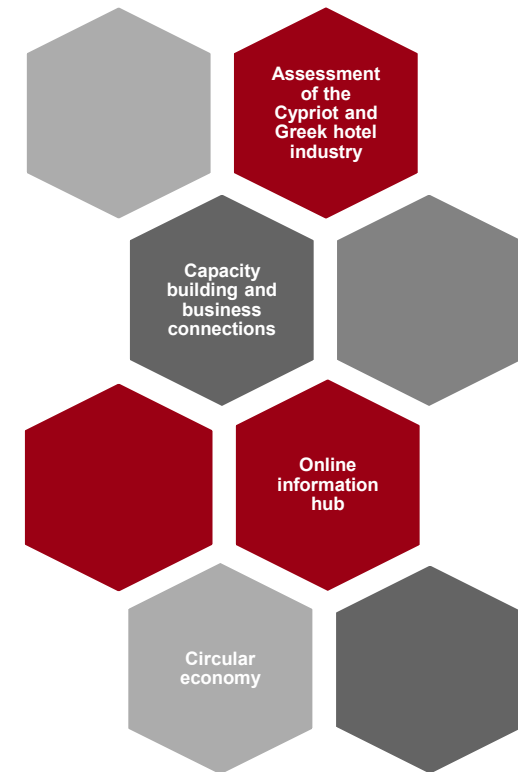 Assessment
of the
Cypriot and
Greek hotel
industry
Capacity
building and
business
connections
Online
information
hub
Circular
economy